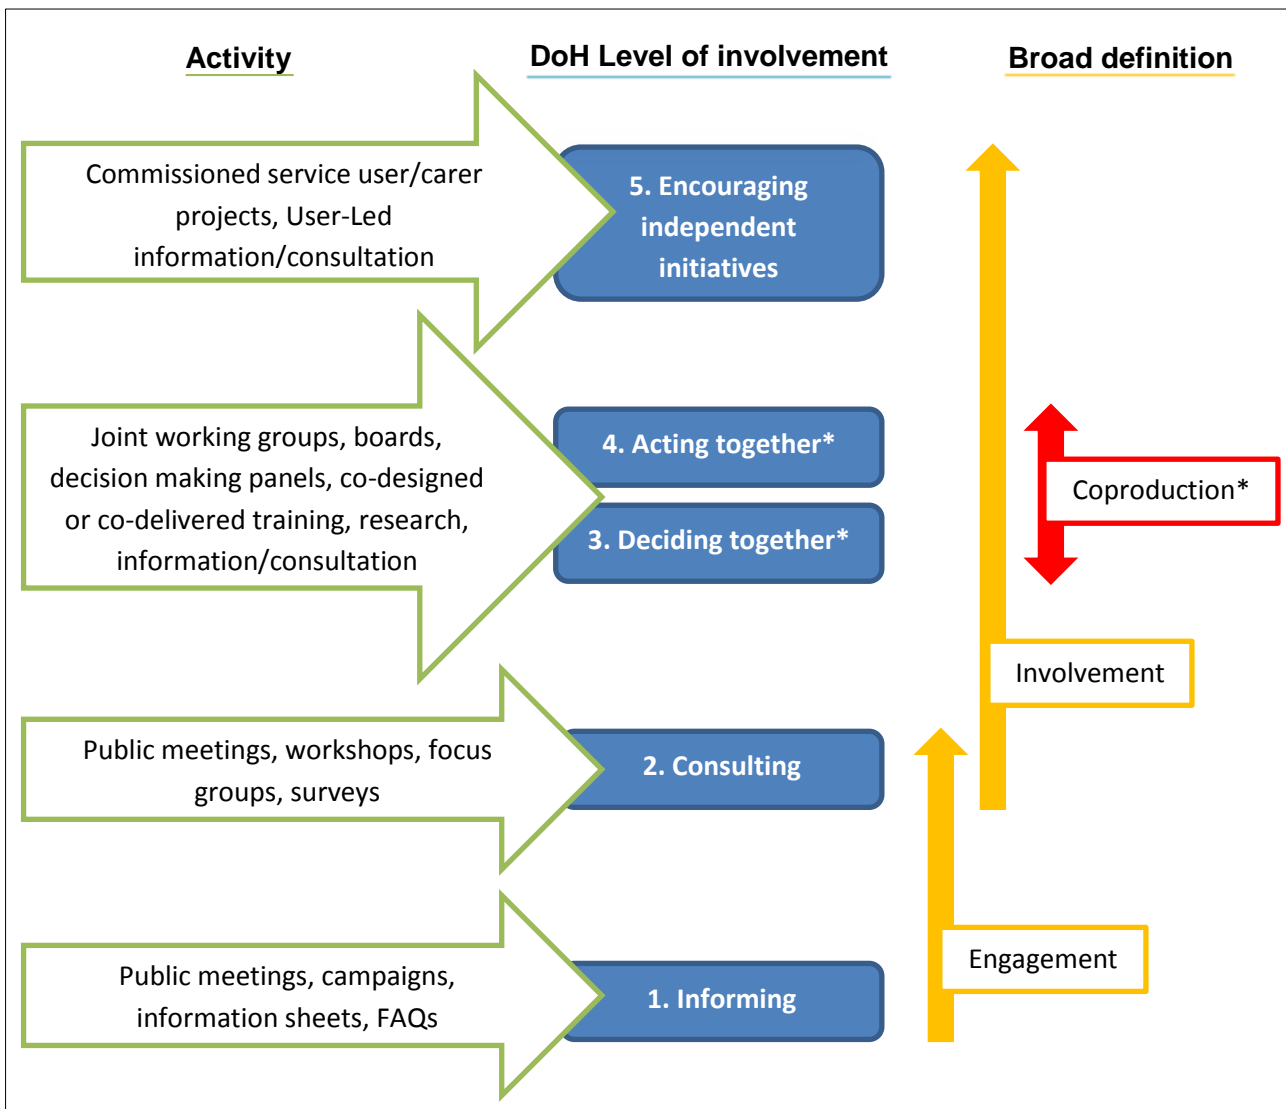 Activity
DoH Level of involvement
Broad definition
Commissioned service user/carer
projects, User-Led
information/consultation
5. Encouraging
independent
initiatives
Joint working groups, boards,
decision making panels, co-designed
or co-delivered training, research,
information/consultation
4. Acting together*
3. Deciding together*
Coproduction*
Involvement
Public meetings, workshops, focus
groups, surveys
2. Consulting
Engagement
Public meetings, campaigns,
information sheets, FAQs
1. Informing